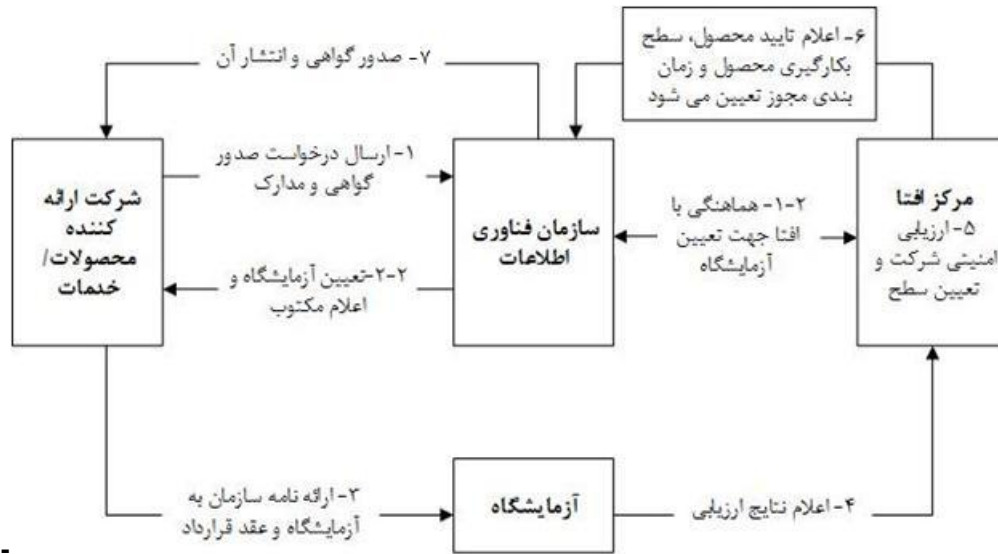 ۷- صدور گواهی و انتشار آن
۶- اعلام تایید محصول، سطح
بکارگیری محصول و زمان
بندی مجوز تعیین می شود
شرکت ارائه
کننده
محصولات/
خدمات
۱- ارسال درخواست صدور
گواهی و مدارک
۲-۲-تعیین آزمایشگاه و
اعلام مکتوب
سازمان فناوری
اطلاعات
۲-۱- هماهنگی با
افتا جهت تعیین
آزمایشگاه
مرکز افتا
۵- ارزیابی
امنیتی شرکت و
تعیین سطح
۳- ارائه نامه سازمان به
آزمایشگاه و عقد قرارداد
آزمایشگاه
۴- اعلام نتایج ارزیابی